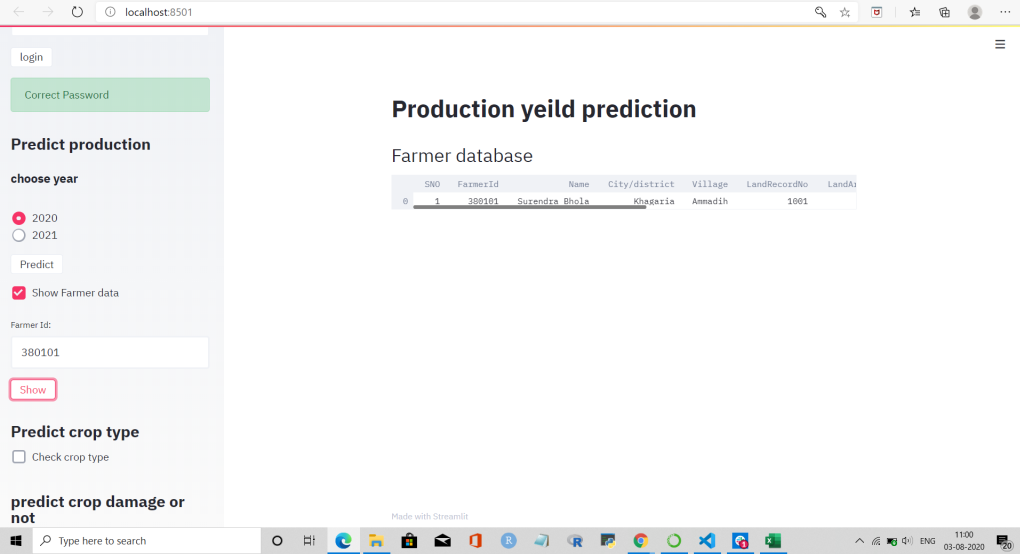 localhost:8501
login
Correct Password
Predict production
choose year
2020
2021
Predict
Show Farmer data
Farmer Id:
380101
Show
Predict crop type
Check crop type
predict crop damage or
not
Production yeild prediction
Farmer database
SNO FarmerId Name City/district Village LandRecordNo
0 1 380101 Surendra Bhola Khagaria Ammadih 1001
Made with Streamlit
Type here to search
ENG
11:00
03-08-2020
20